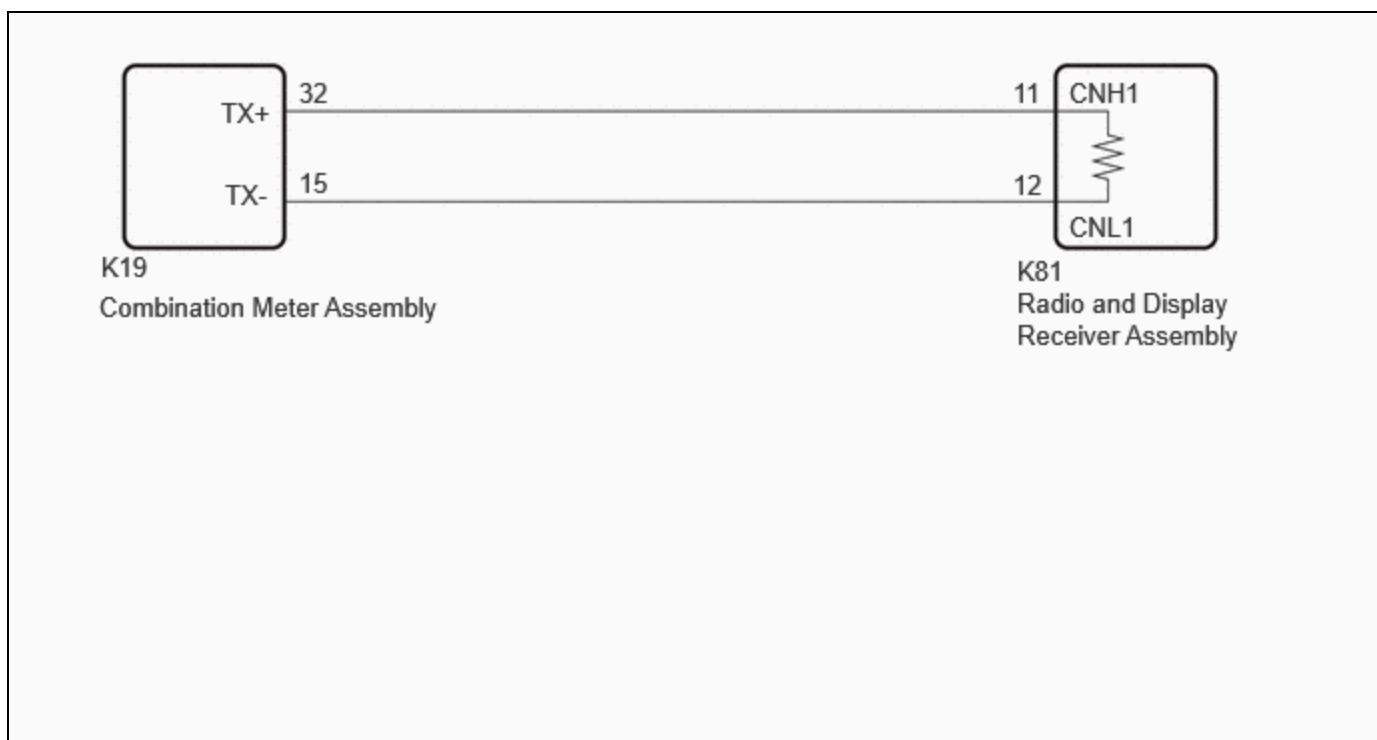 TX+
32
11
CNH1
TX-
15
12
CNL1
K19
Combination Meter Assembly
K81
Radio and Display
Receiver Assembly